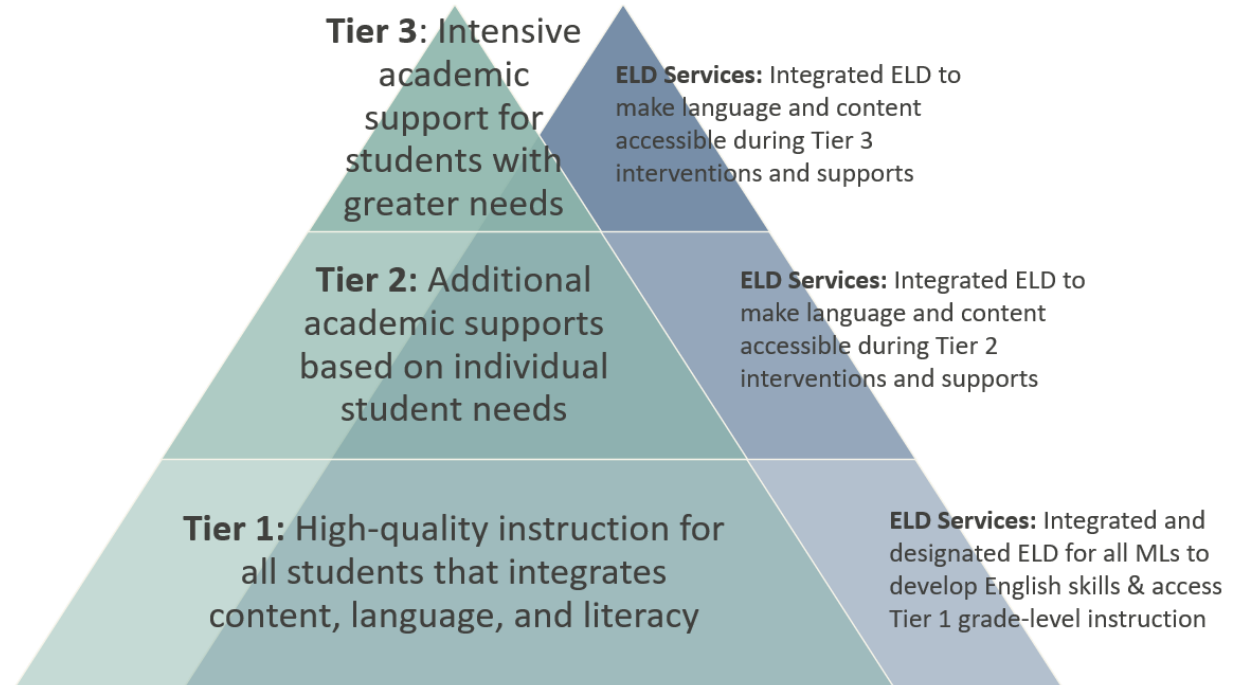 Tier 3: Intensive
academic
support for
students with
greater needs
ELD Services: Integrated ELD to
make language and content
accessible during Tier 3
interventions and supports
Tier 2: Additional
academic supports
based on individual
student needs
ELD Services: Integrated ELD to
make language and content
accessible during Tier 2
interventions and supports
Tier 1: High-quality instruction for
all students that integrates
content, language, and literacy
ELD Services: Integrated and
designated ELD for all MLs to
develop English skills & access
Tier 1 grade-level instruction